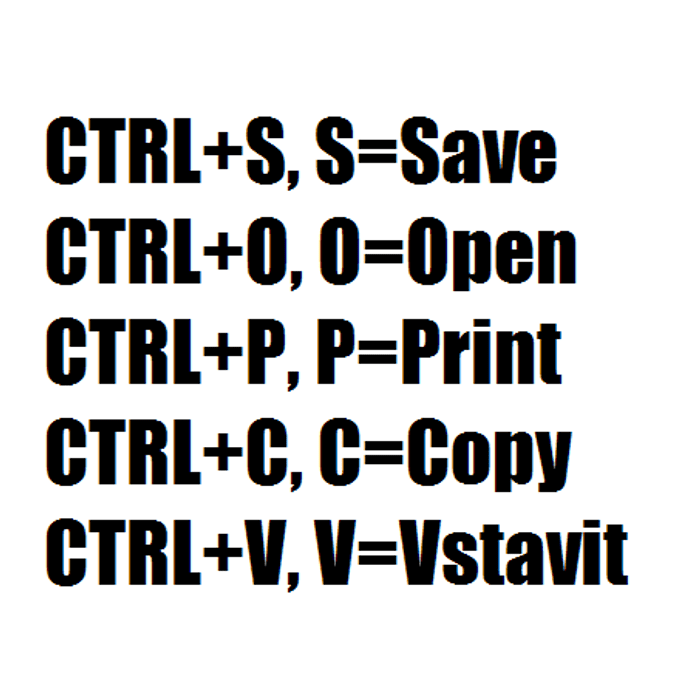 CTRL+S, S=Save
CTRL+O, O=Open
CTRL+P, P=Print
CTRL+C, C=Copy
CTRL+V, V=Vstavit